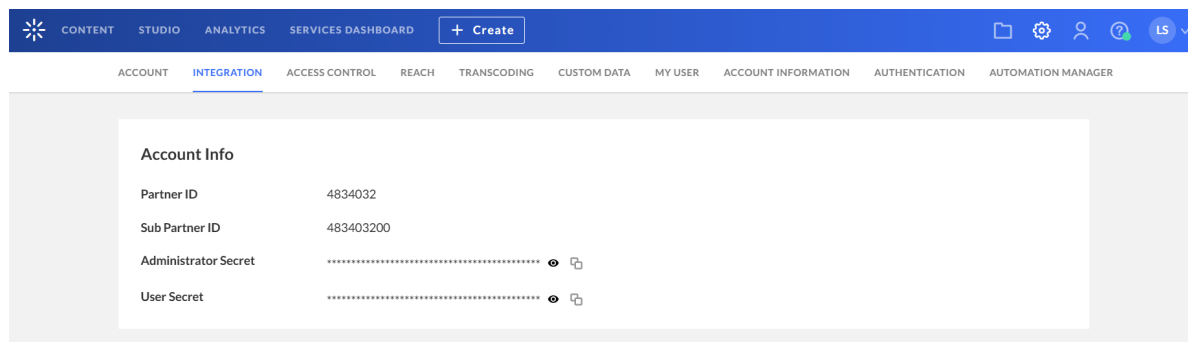 CONTENT STUDIO ANALYTICS SERVICES DASHBOARD + Create LS
ACCOUNT INTEGRATION ACCESS CONTROL REACH TRANSCODING CUSTOM DATA MY USER ACCOUNT INFORMATION AUTHENTICATION AUTOMATION MANAGER
Account Info
Partner ID 4834032
Sub Partner ID 483403200
Administrator Secret ********************************************
User Secret ********************************************